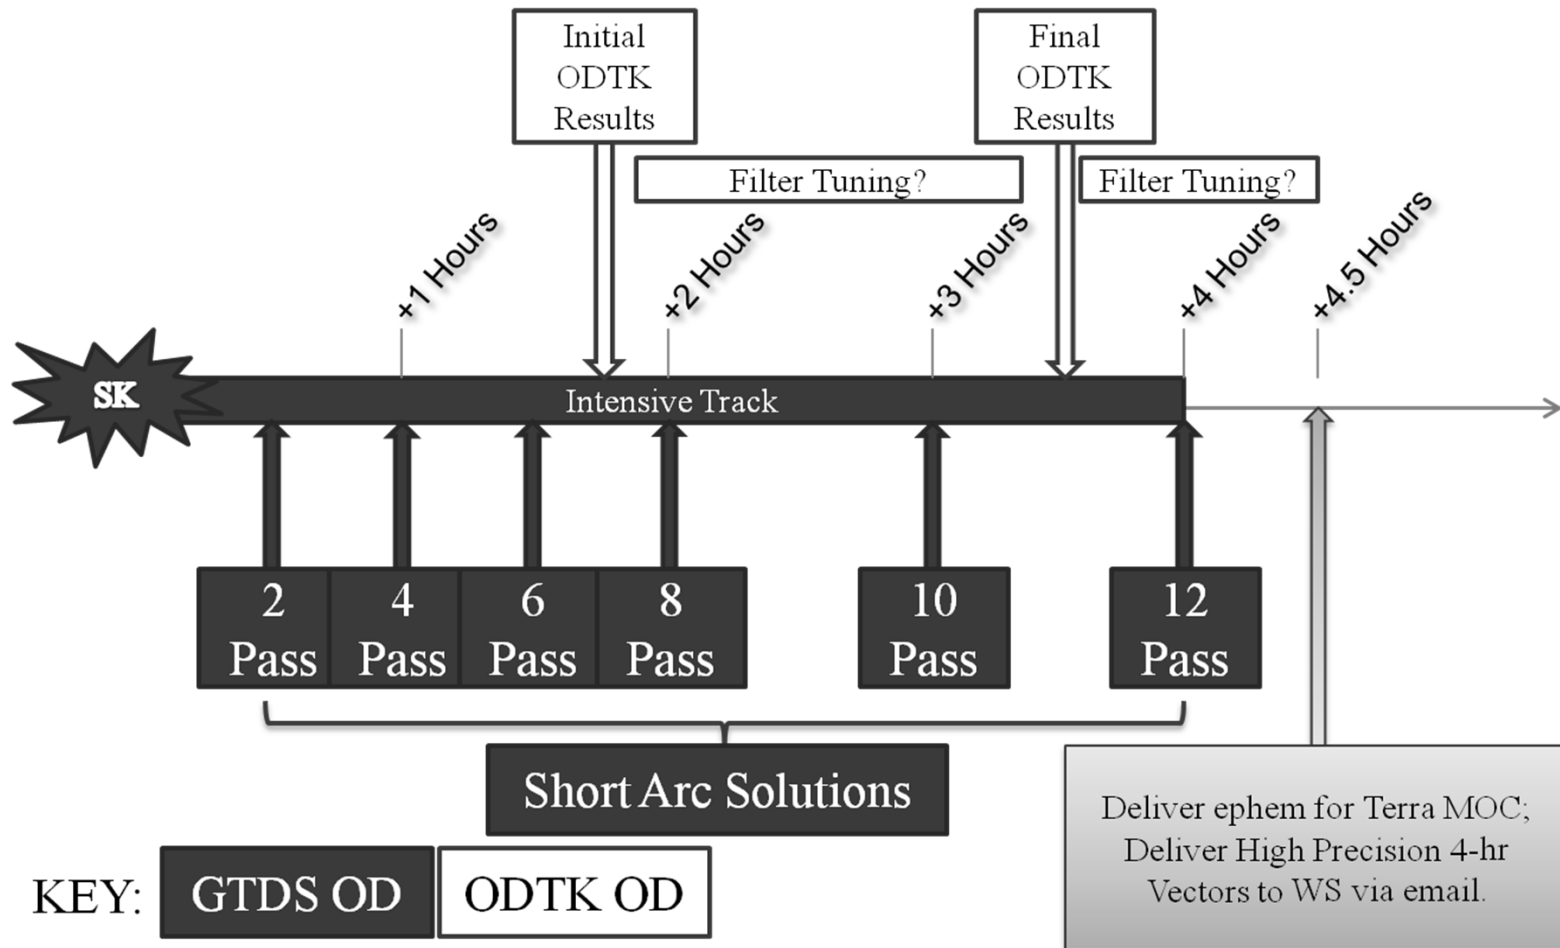 Initial
ODTK
Results
Final
ODTK
Results
Filter Tuning?
Filter Tuning?
+1 Hours
+2 Hours
+3 Hours
+4 Hours
+4.5 Hours
SK
Intensive Track
2
Pass
4
Pass
6
Pass
8
Pass
10
Pass
12
Pass
Short Arc Solutions
Deliver ephem for Terra MOC;
Deliver High Precision 4-hr
Vectors to WS via email.
KEY:
GTDS OD
ODTK OD